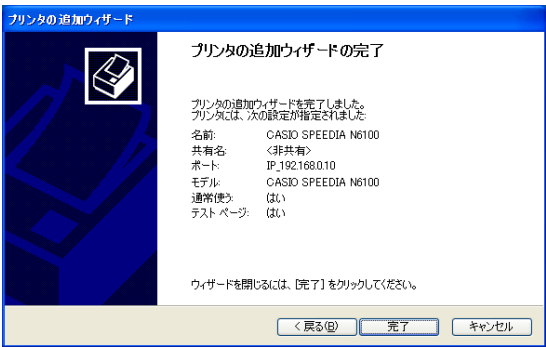 プリンタの追加ウィザード
プリンタの追加ウィザードの完了
プリンタの追加ウィザードを完了しました。
プリンタには、次の設定が指定されました:
名前: CASIO SPEEDIA N6100
共有名: <非共有>
ポート: IP_192.168.0.10
モデル: CASIO SPEEDIA N6100
通常使う: はい
テスト ページ: はい
ウィザードを閉じるには、[完了] をクリックしてください。
< 戻る(B) 完了 キャンセル